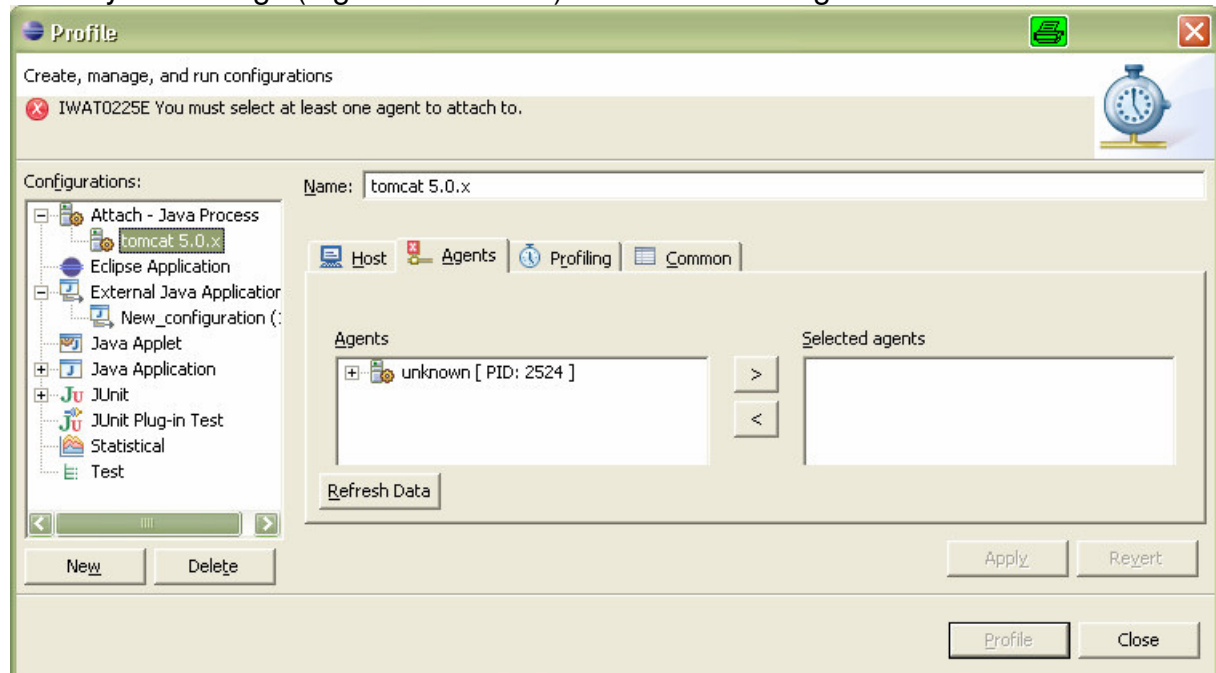 Profile
Create, manage, and run configurations
IWAT0225E You must select at least one agent to attach to.
Configurations:
Name: tomcat 5.0.x
Attach - Java Process
tomcat 5.0.x
Eclipse Application
External Java Application
New_configuration (
Java Applet
Java Application
JUnit
JUnit Plug-in Test
Statistical
Test
Host Agents Profiling Common
Agents
Selected agents
unknown [ PID: 2524 ]
>
<
Refresh Data
New Delete
Apply Revert
Profile Close